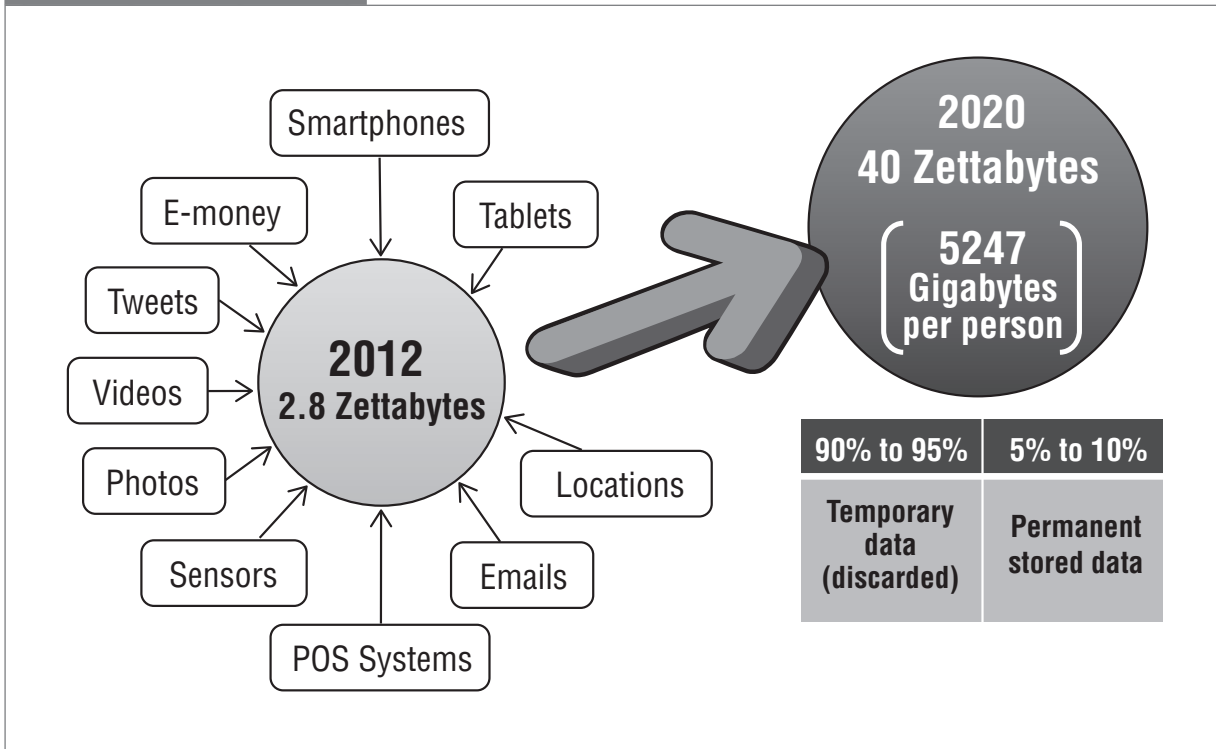 Smartphones
E-money
Tablets
Tweets
Videos
Photos
Sensors
POS Systems
Emails
Locations
2012
2.8 Zettabytes
2020
40 Zettabytes
5247
Gigabytes
per person
90% to 95%
5% to 10%
Temporary
data
(discarded)
Permanent
stored data